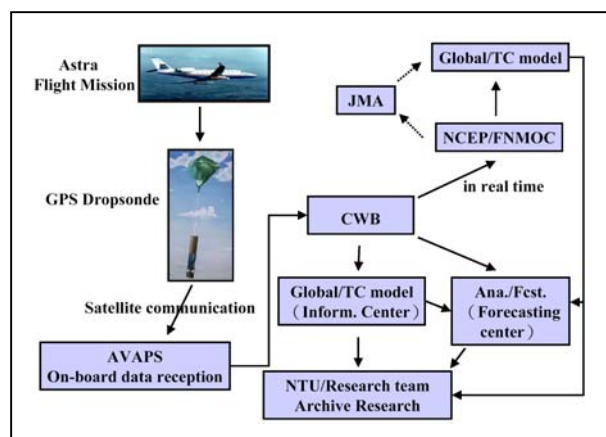 Astra
Flight Mission
GPS Dropsonde
Satellite communication
AVAPS
On-board data reception
Global/TC model
JMA
NCEP/FNMOC
in real time
CWB
Global/TC model
（Inform. Center）
Ana./Fcst.
（Forecasting
center）
NTU/Research team
Archive Research